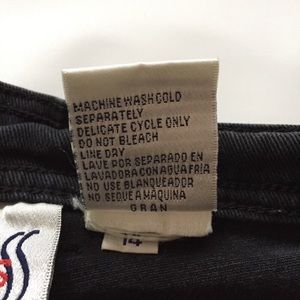 MACHINE WASH COLD
SEPARATELY
DELICATE CYCLE ONLY
DO NOT BLEACH
LINE DRY
LAVE POR SEPARADO EN
LAVADORA CON AGUA FRIA
NO USE BLANQUEADOR
NO SEQUE A MAQUINA
GRAN
14
S